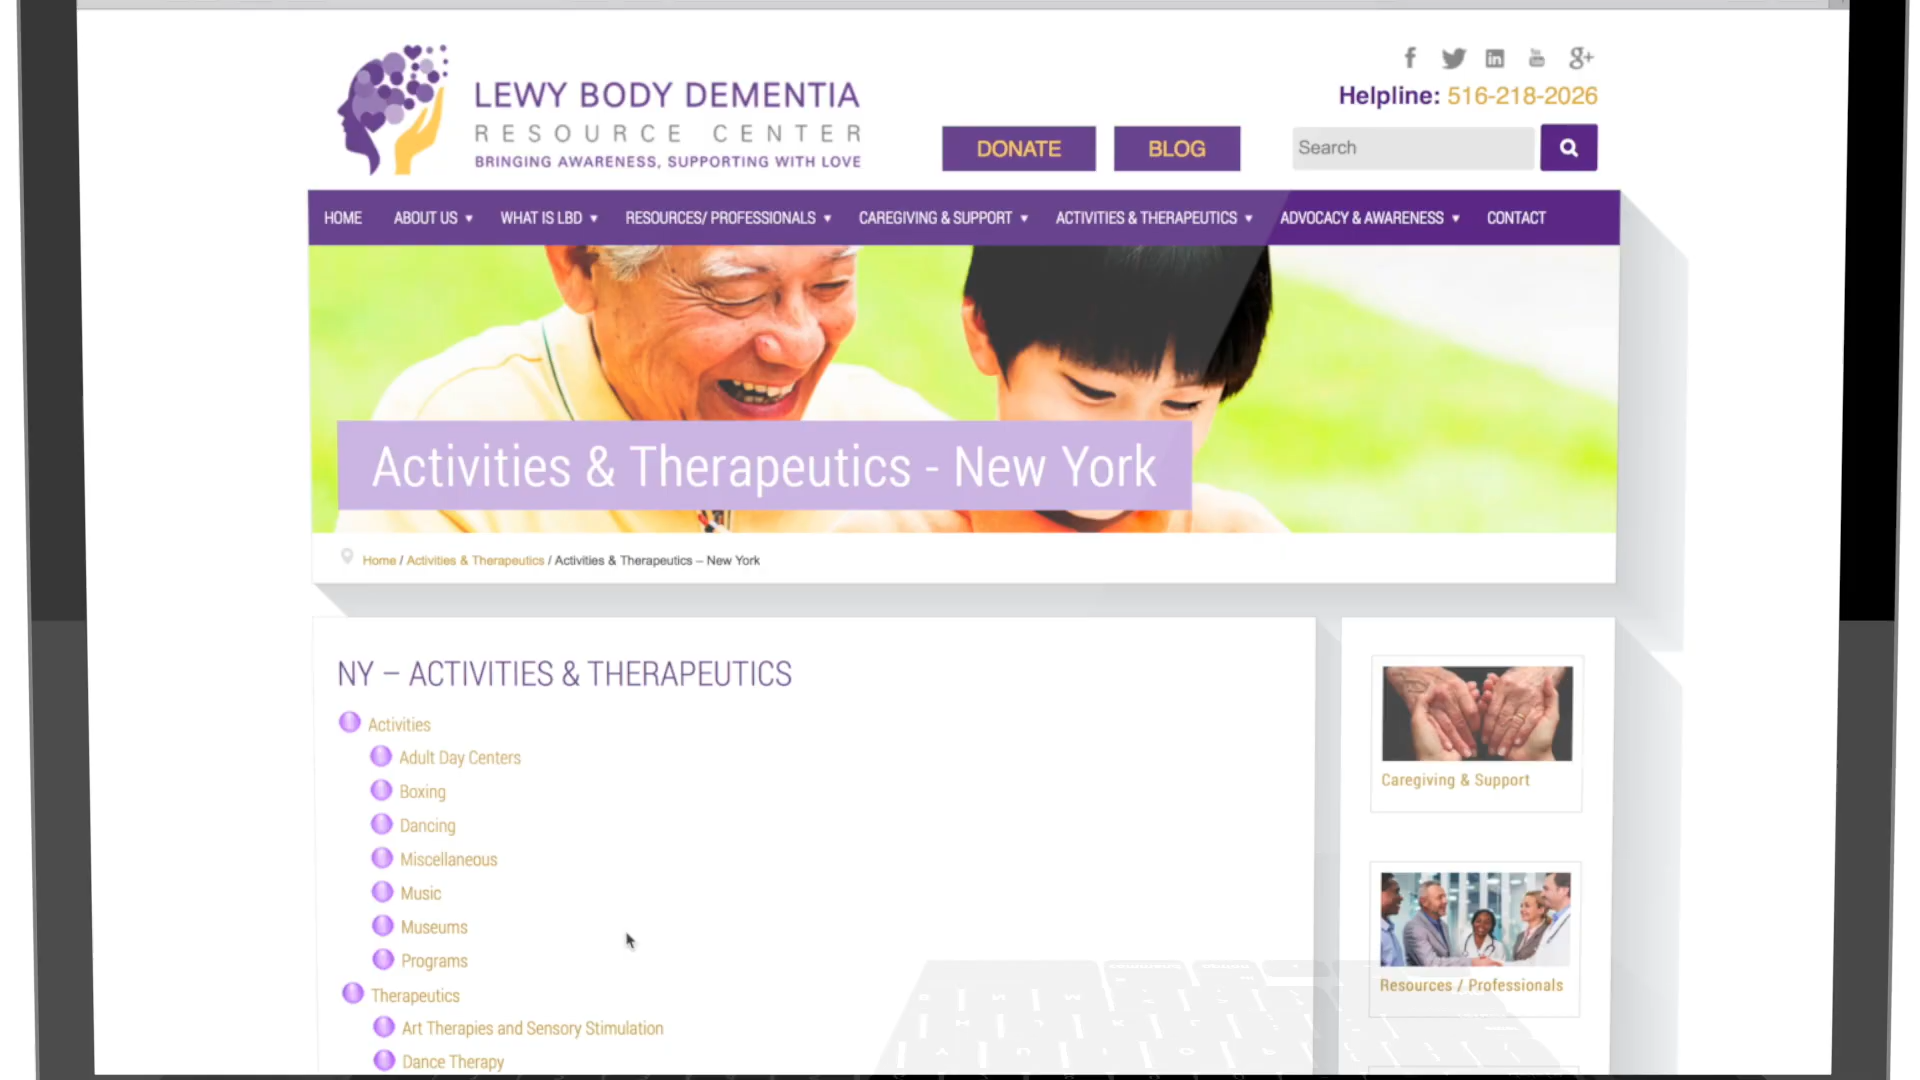 LEWY BODY DEMENTIA
RESOURCE CENTER
BRINGING AWARENESS, SUPPORTING WITH LOVE
Helpline: 516-218-2026
DONATE
BLOG
Search
HOME
ABOUT US
WHAT IS LBD
RESOURCES/ PROFESSIONALS
CAREGIVING & SUPPORT
ACTIVITIES & THERAPEUTICS
ADVOCACY & AWARENESS
CONTACT
Activities & Therapeutics - New York
Home / Activities & Therapeutics / Activities & Therapeutics – New York
NY – ACTIVITIES & THERAPEUTICS
Activities
Adult Day Centers
Boxing
Dancing
Miscellaneous
Music
Museums
Programs
Therapeutics
Art Therapies and Sensory Stimulation
Dance Therapy
Caregiving & Support
Resources / Professionals